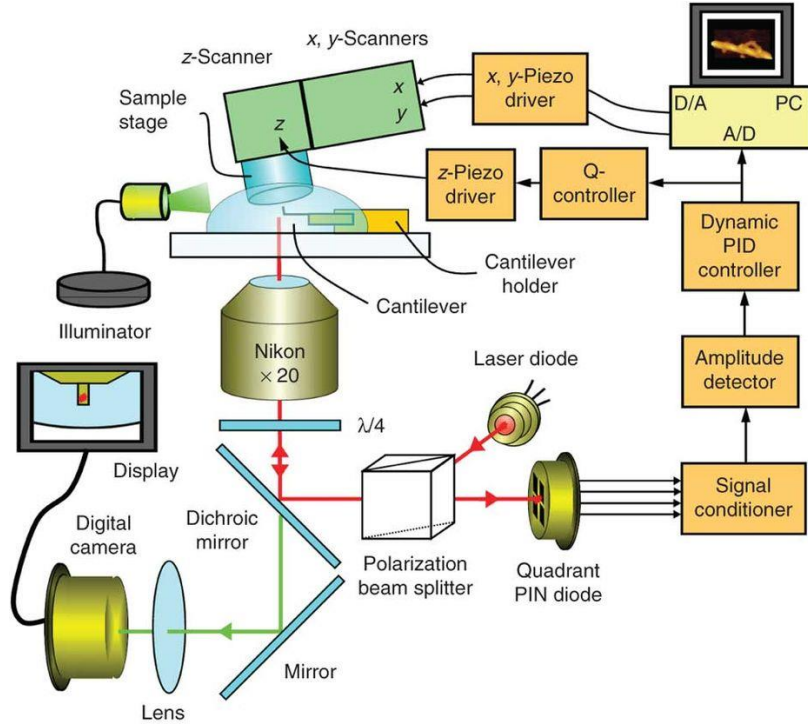 x, y-Scanners
z-Scanner
Sample
stage
x
y
z
x, y-Piezo
driver
D/A
PC
A/D
z-Piezo
driver
Q-
controller
Dynamic
PID
controller
Cantilever
holder
Cantilever
Illuminator
Nikon
× 20
Laser diode
Amplitude
detector
λ/4
Display
Signal
conditioner
Digital
camera
Dichroic
mirror
Polarization
beam splitter
Quadrant
PIN diode
Mirror
Lens